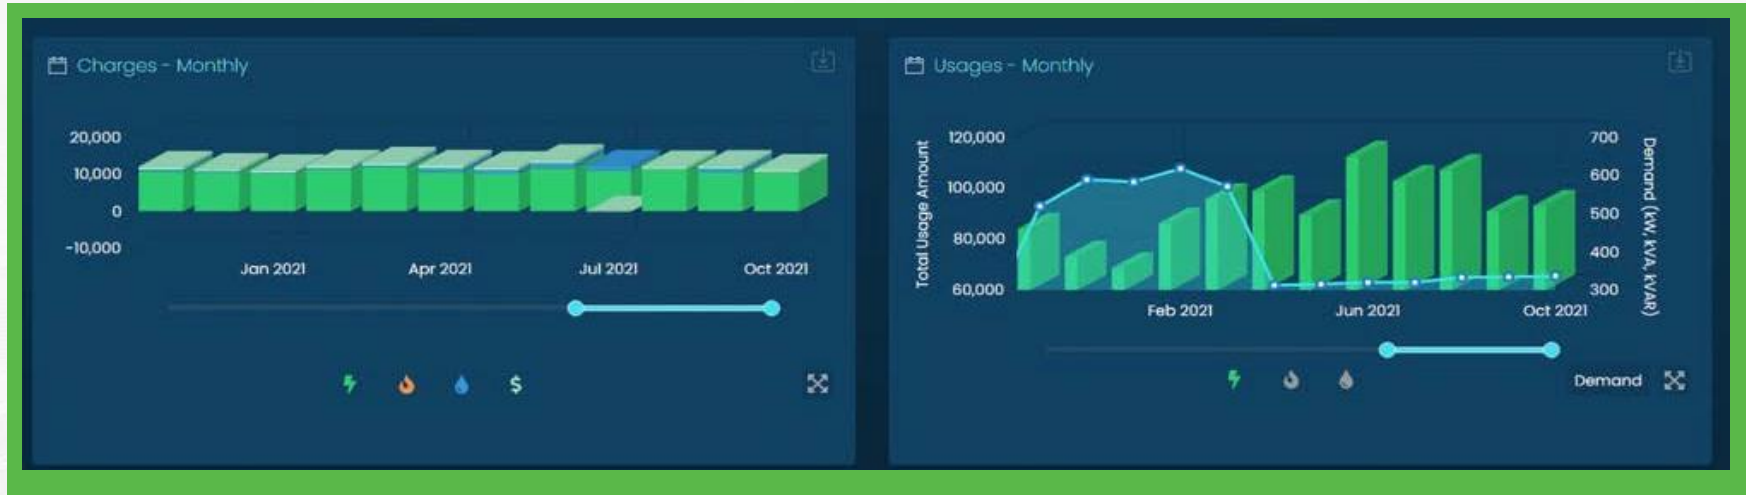 Charges - Monthly
20,000
10,000
0
-10,000
Jan 2021 Apr 2021 Jul 2021 Oct 2021
$
Usages - Monthly
Total Usage Amount
120,000
100,000
80,000
60,000
700
600
500
400
300
Demand (kW, kVA, kVAR)
Feb 2021 Jun 2021 Oct 2021
Demand